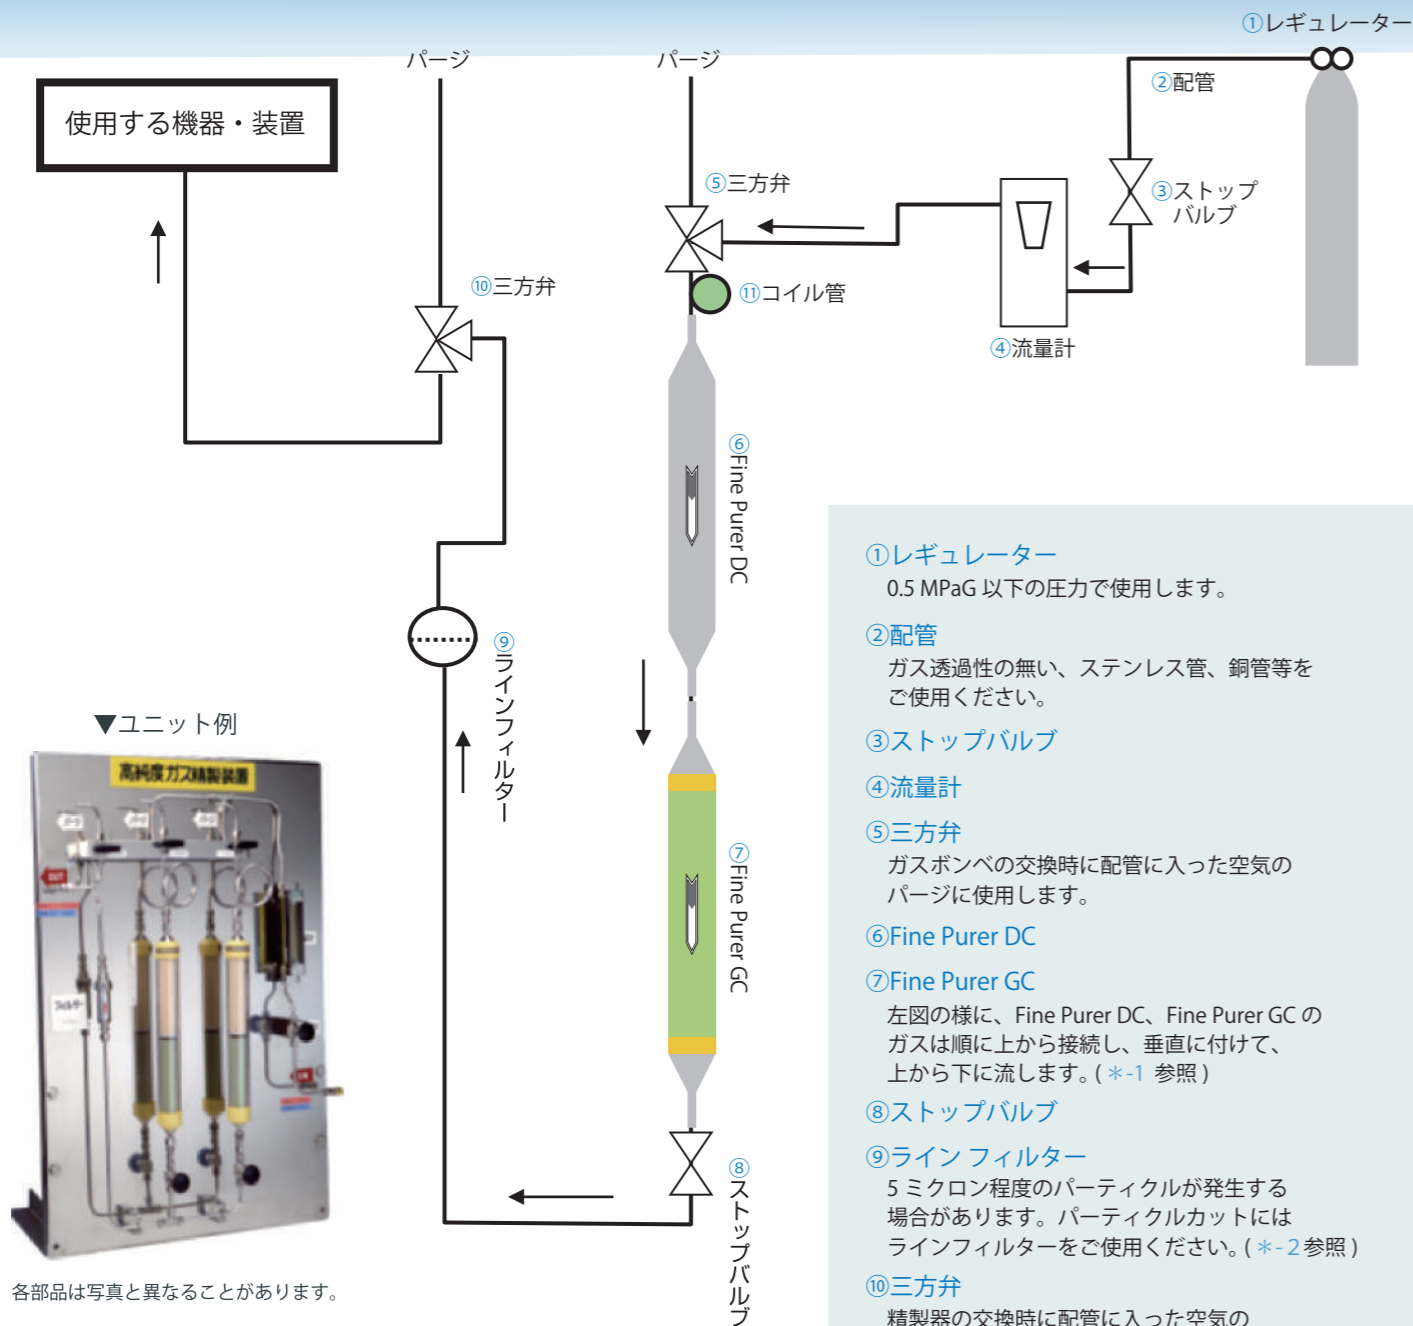 ①レギュレーター
パージ
パージ
②配管
使用する機器・装置
⑤三方弁
③ストップ
バルブ
⑩三方弁
⑪コイル管
④流量計
⑥Fine Purer DC
⑨ラインフィルター
⑦Fine Purer GC
⑧ストップバルブ
▼ユニット例
高純度ガス精製装置
OUT
フィルター
各部品は写真と異なることがあります。
①レギュレーター
0.5 MPaG 以下の圧力で使用します。
②配管
ガス透過性の無い、ステンレス管、銅管等を
ご使用ください。
③ストップバルブ
④流量計
⑤三方弁
ガスボンベの交換時に配管に入った空気の
パージに使用します。
⑥Fine Purer DC
⑦Fine Purer GC
左図の様に、Fine Purer DC、Fine Purer GC の
ガスは順に上から接続し、垂直に付けて、
上から下に流します。( ＊-1 参照 )
⑧ストップバルブ
⑨ライン フィルター
5 ミクロン程度のパーティクルが発生する
場合があります。パーティクルカットには
ラインフィルターをご使用ください。( ＊- 2 参照 )
⑩三方弁
精製器の交換時に配管に入った空気の